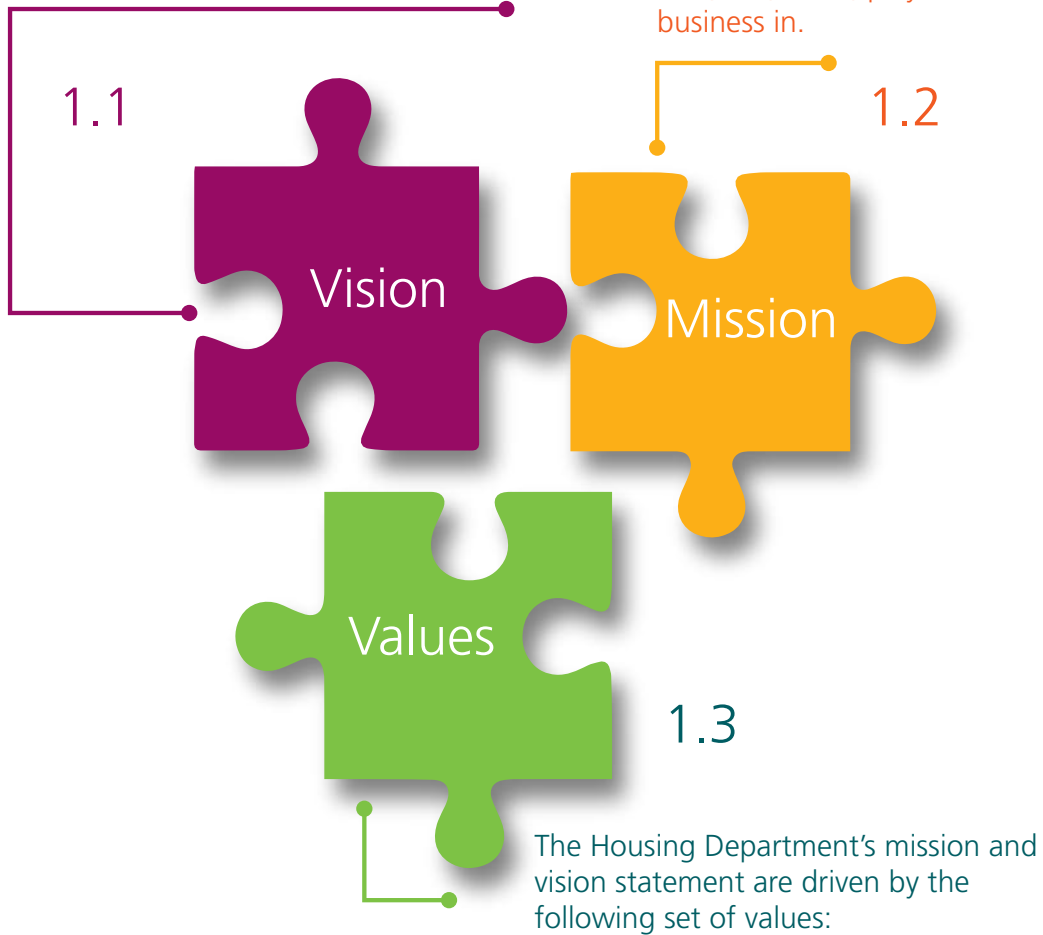 business in.
1.1
1.2
Vision
Mission
Values
1.3
The Housing Department’s mission and
vision statement are driven by the
following set of values: